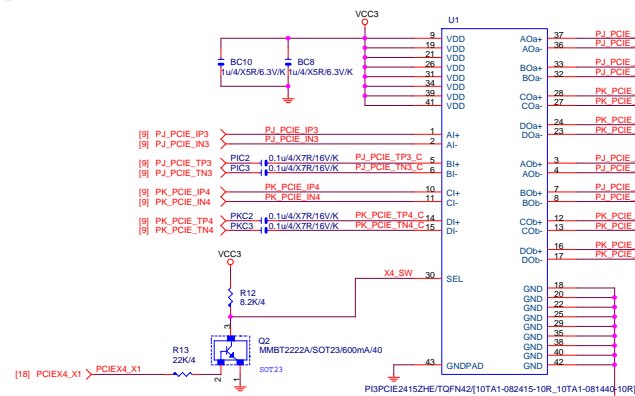 VCC3
U1
BC10
1u/4/X5R/6.3V/K
BC8
1u/4/X5R/6.3V/K
9 VDD
19 VDD
21 VDD
26 VDD
31 VDD
34 VDD
39 VDD
41 VDD
AOa+ 37 PJ_PCIE
AOa- 36 PJ_PCIE
BOa+ 33 PJ_PCIE
BOa- 32 PJ_PCIE
COa+ 28 PK_PCIE
COa- 27 PK_PCIE
DOa+ 24 PK_PCIE
DOa- 23 PK_PCIE
[9] PJ_PCIE_IP3 PJ_PCIE_IP3 1 AI+
[9] PJ_PCIE_IN3 PJ_PCIE_IN3 2 AI-
[9] PJ_PCIE_TP3 PIC2 0.1u/4/X7R/16V/K PJ_PCIE_TP3_C 5 BI+
[9] PJ_PCIE_TN3 PIC3 0.1u/4/X7R/16V/K PJ_PCIE_TN3_C 6 BI-
[9] PK_PCIE_IP4 PK_PCIE_IP4 10 CI+
[9] PK_PCIE_IN4 PK_PCIE_IN4 11 CI-
[9] PK_PCIE_TP4 PKC2 0.1u/4/X7R/16V/K PK_PCIE_TP4_C 14 DI+
[9] PK_PCIE_TN4 PKC3 0.1u/4/X7R/16V/K PK_PCIE_TN4_C 15 DI-
AOb+ 3 PJ_PCIE
AOb- 4 PJ_PCIE
BOb+ 7 PJ_PCIE
BOb- 8 PJ_PCIE
COb+ 12 PK_PCIE
COb- 13 PK_PCIE
DOb+ 16 PK_PCIE
DOb- 17 PK_PCIE
VCC3
X4_SW 30 SEL
R12
8.2K/4
3
Q2
MMBT2222A/SOT23/600mA/40
SOT23
R13
22K/4
2
1
[18] PCIEX4_X1 PCIEX4_X1
GND 18
GND 20
GND 22
GND 25
GND 29
GND 35
GND 38
GND 40
GND 42
43 GNDPAD
PI3PCIE2415ZHE/TQFN42/[10TA1-082415-10R_10TA1-081440-10R]